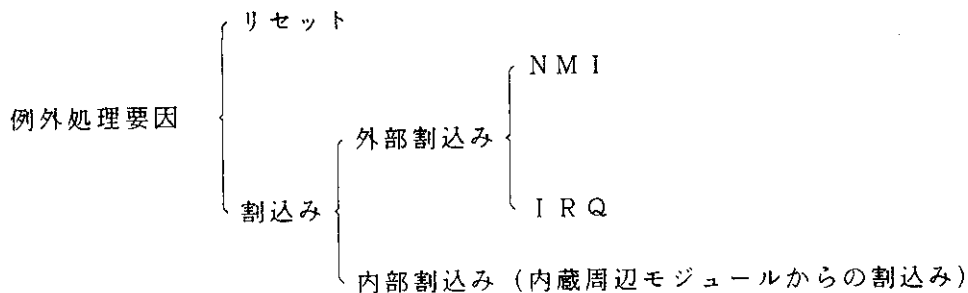 リセット
NMI
例外処理要因
外部割込み
割込み
IRQ
内部割込み (内蔵周辺モジュールからの割込み)